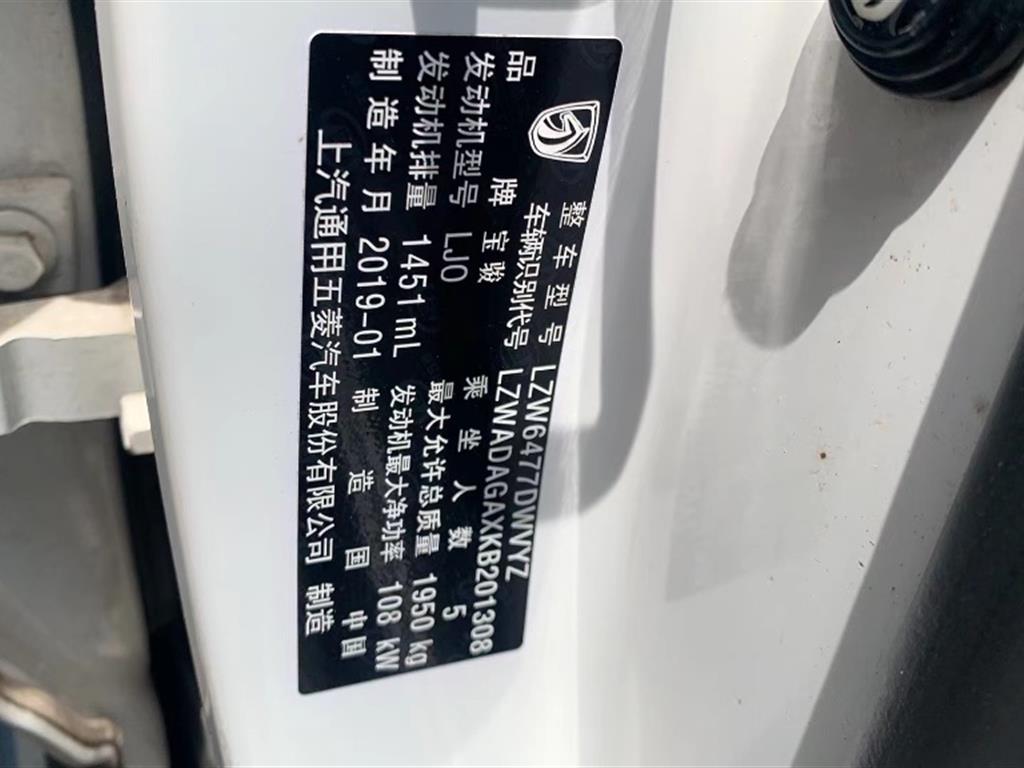 品牌 宝骏 整车型号 LZW6477DWVYZ
车辆识别代号 LZWADAGAXKB201308
发动机型号 LJO 乘坐人数 5
发动机排量 1451 mL 最大允许总质量 1950 kg
制造年月 2019-01 发动机最大净功率 108 kW
制造国 中国
上汽通用五菱汽车股份有限公司 制造